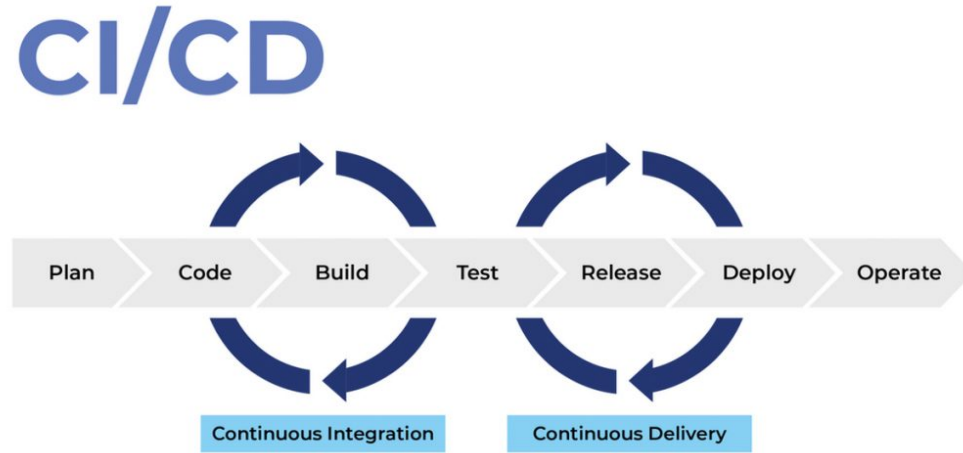 CI/CD
Plan Code Build Test Release Deploy Operate
Continuous Integration Continuous Delivery